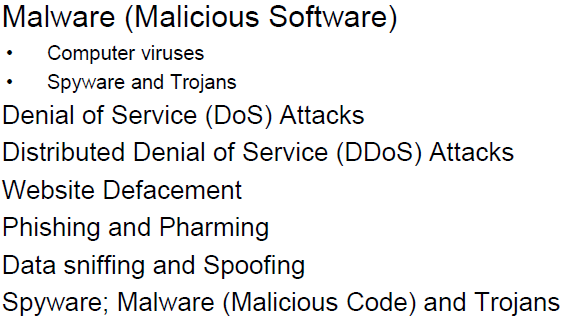 Malware (Malicious Software)
• Computer viruses
• Spyware and Trojans
Denial of Service (DoS) Attacks
Distributed Denial of Service (DDoS) Attacks
Website Defacement
Phishing and Pharming
Data sniffing and Spoofing
Spyware; Malware (Malicious Code) and Trojans